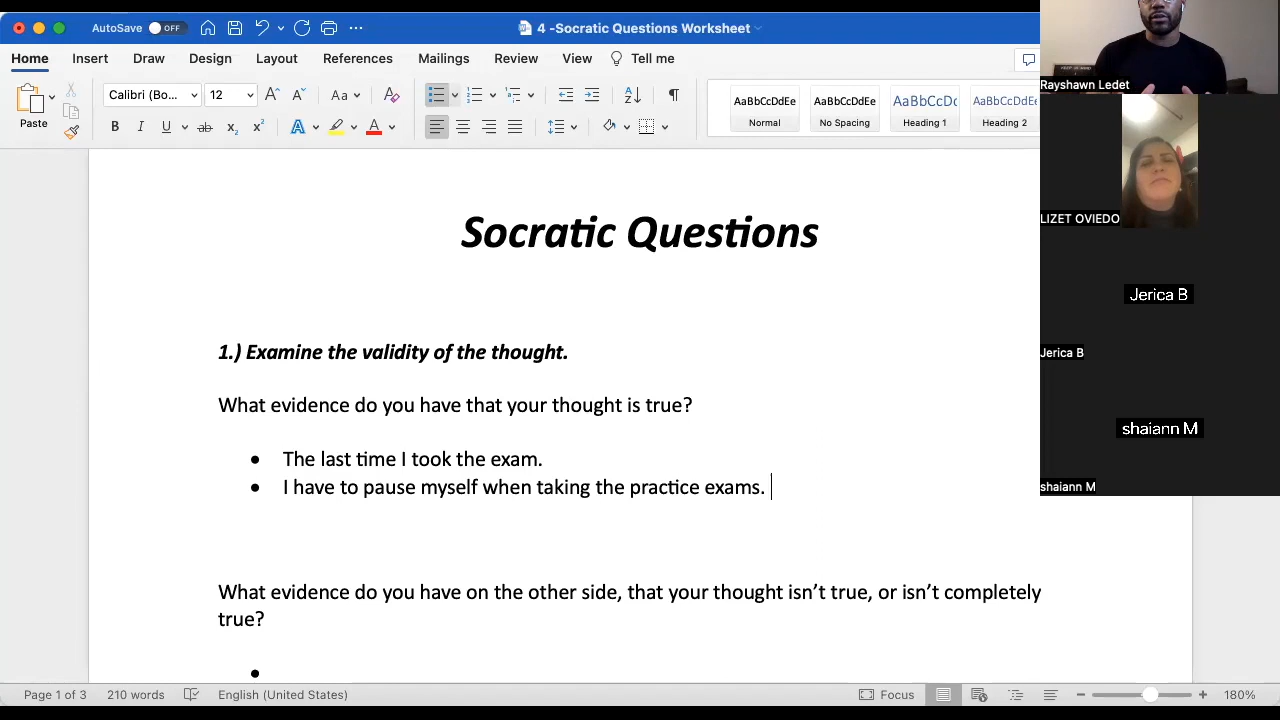 AutoSave OFF
4 -Socratic Questions Worksheet
Home Insert Draw Design Layout References Mailings Review View Tell me
Paste
Calibri (Bo... 12
AaBbCcDdEe AaBbCcDdEe AaBbCcDc AaBbCcDdEe
Normal No Spacing Heading 1 Heading 2
Rayshawn Ledet
LIZET OVIEDO
Jerica B
Jerica B
shaiann M
shaiann M
Socratic Questions
1.) Examine the validity of the thought.
What evidence do you have that your thought is true?
• The last time I took the exam.
• I have to pause myself when taking the practice exams.
What evidence do you have on the other side, that your thought isn’t true, or isn’t completely
true?
•
Page 1 of 3 210 words English (United States) Focus 180%